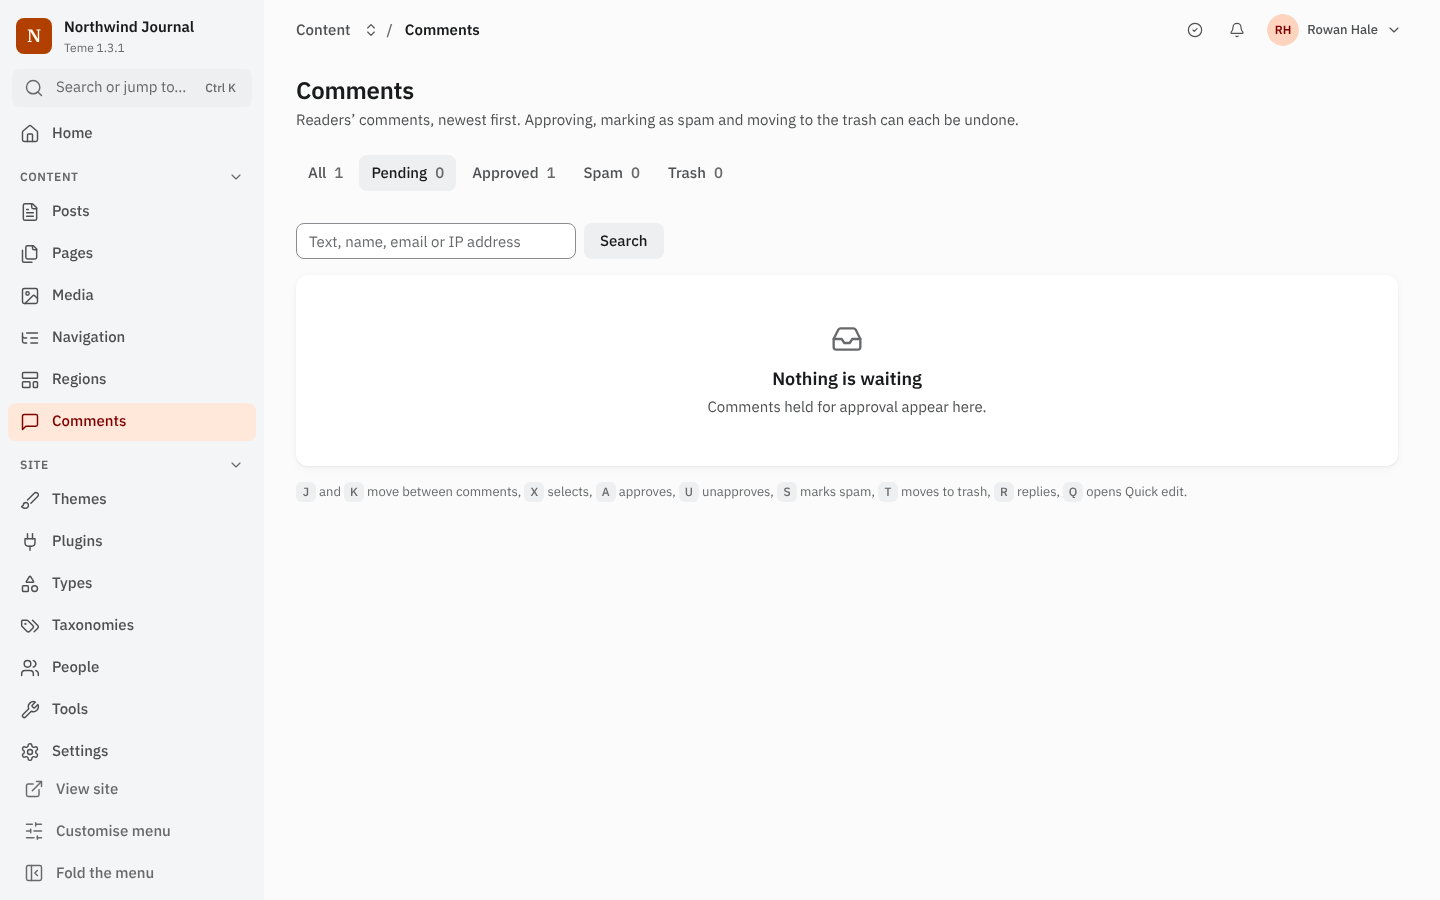 N
Northwind Journal
Teme 1.3.1
Search or jump to... Ctrl K
Home
CONTENT
Posts
Pages
Media
Navigation
Regions
Comments
SITE
Themes
Plugins
Types
Taxonomies
People
Tools
Settings
View site
Customise menu
Fold the menu
Content / Comments
RH Rowan Hale
Comments
Readers’ comments, newest first. Approving, marking as spam and moving to the trash can each be undone.
All 1 Pending 0 Approved 1 Spam 0 Trash 0
Text, name, email or IP address Search
Nothing is waiting
Comments held for approval appear here.
J and K move between comments, X selects, A approves, U unapproves, S marks spam, T moves to trash, R replies, Q opens Quick edit.